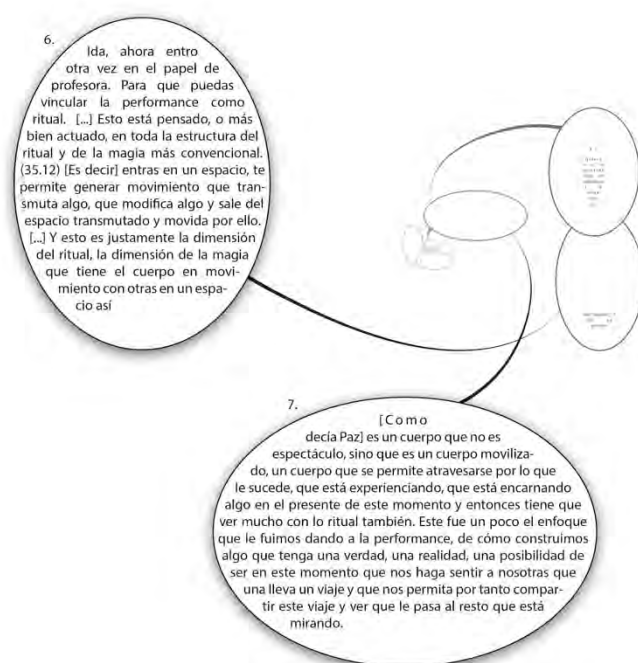 6.
Ida, ahora entro
otra vez en el papel de
profesora. Para que puedas
vincular la performance como
ritual. [...] Esto está pensado, o más
bien actuado, en toda la estructura del
ritual y de la magia más convencional.
(35.12) [Es decir] entras en un espacio, te
permite generar movimiento que trans-
muta algo, que modifica algo y sale del
espacio transmutado y movida por ello.
[...] Y esto es justamente la dimensión
del ritual, la dimensión de la magia
que tiene el cuerpo en movi-
miento con otras en un espa-
cio así
7.
[Como
decía Paz] es un cuerpo que no es
espectáculo, sino que es un cuerpo moviliza-
do, un cuerpo que se permite atravesarse por lo que
le sucede, que está experienciando, que está encarnando
algo en el presente de este momento y entonces tiene que
ver mucho con lo ritual también. Este fue un poco el enfoque
que le fuimos dando a la performance, de cómo construimos
algo que tenga una verdad, una realidad, una posibilidad de
ser en este momento que nos haga sentir a nosotras que
una lleva un viaje y que nos permita por tanto compar-
tir este viaje y ver que le pasa al resto que está
mirando.